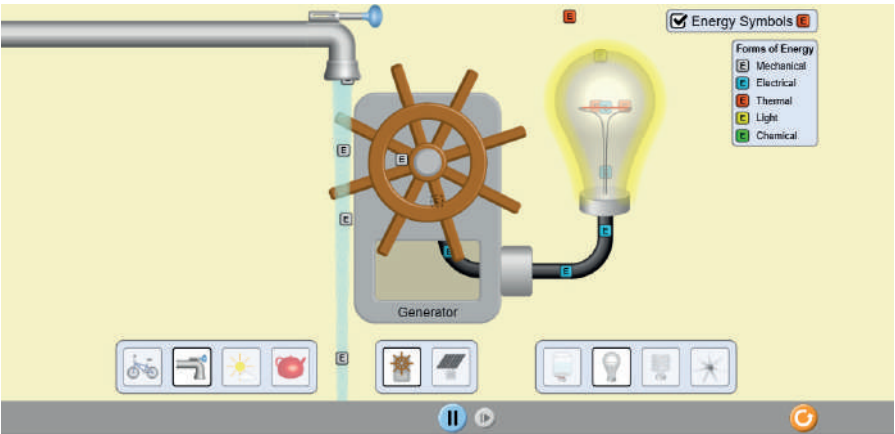 E
Energy Symbols E
Forms of Energy
E Mechanical
E Electrical
E Thermal
E Light
E Chemical
E
E
E
E
E
E
E
E
E
Generator
E